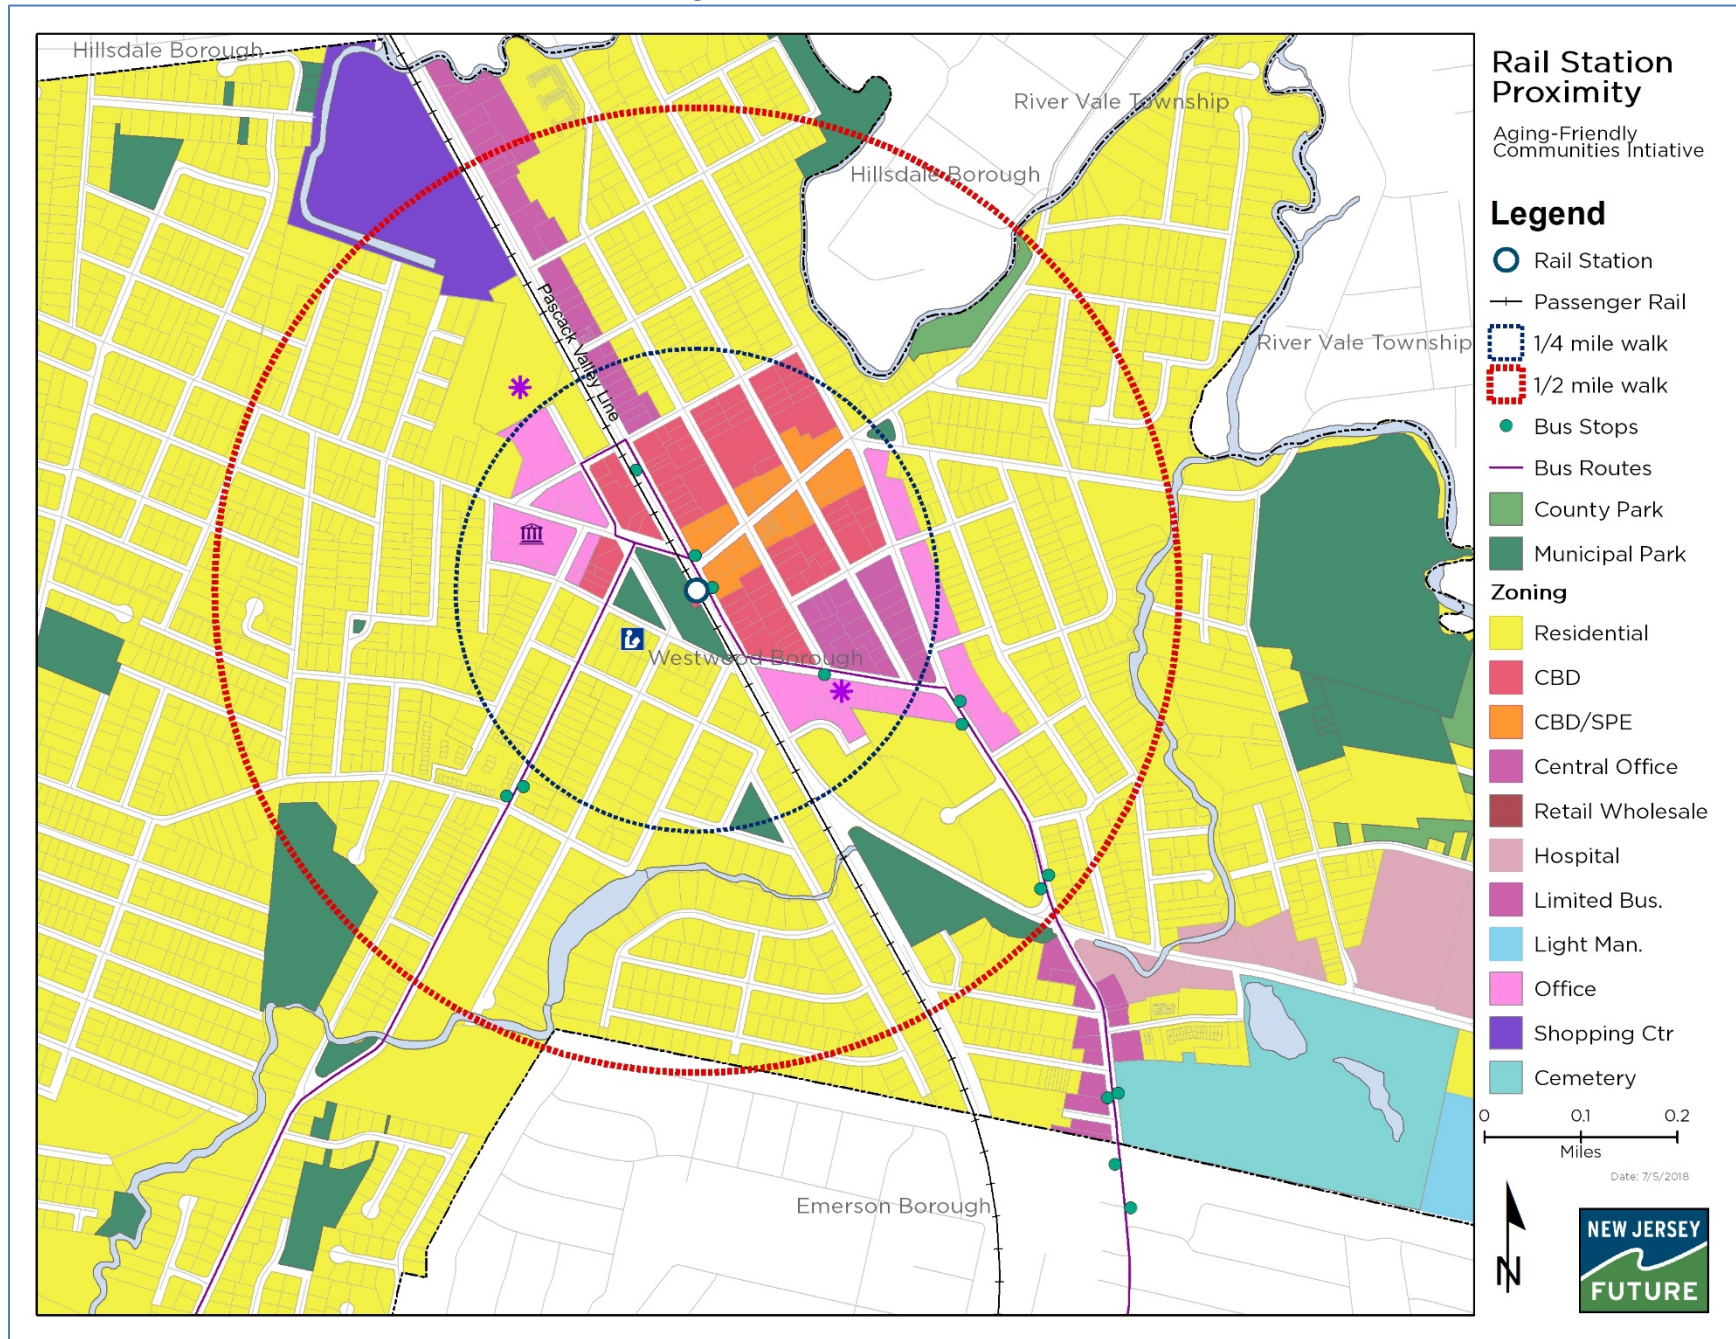 Hillsdale Borough
River Vale Township
Hillsdale Borough
River Vale Township
Pascack Valley Line
Westwood Borough
Emerson Borough
Rail Station
Proximity
Aging-Friendly
Communities Intiative
Legend
Rail Station
Passenger Rail
1/4 mile walk
1/2 mile walk
Bus Stops
Bus Routes
County Park
Municipal Park
Zoning
Residential
CBD
CBD/SPE
Central Office
Retail Wholesale
Hospital
Limited Bus.
Light Man.
Office
Shopping Ctr
Cemetery
0 0.1 0.2
Miles
Date: 7/5/2018
N
NEW JERSEY
FUTURE